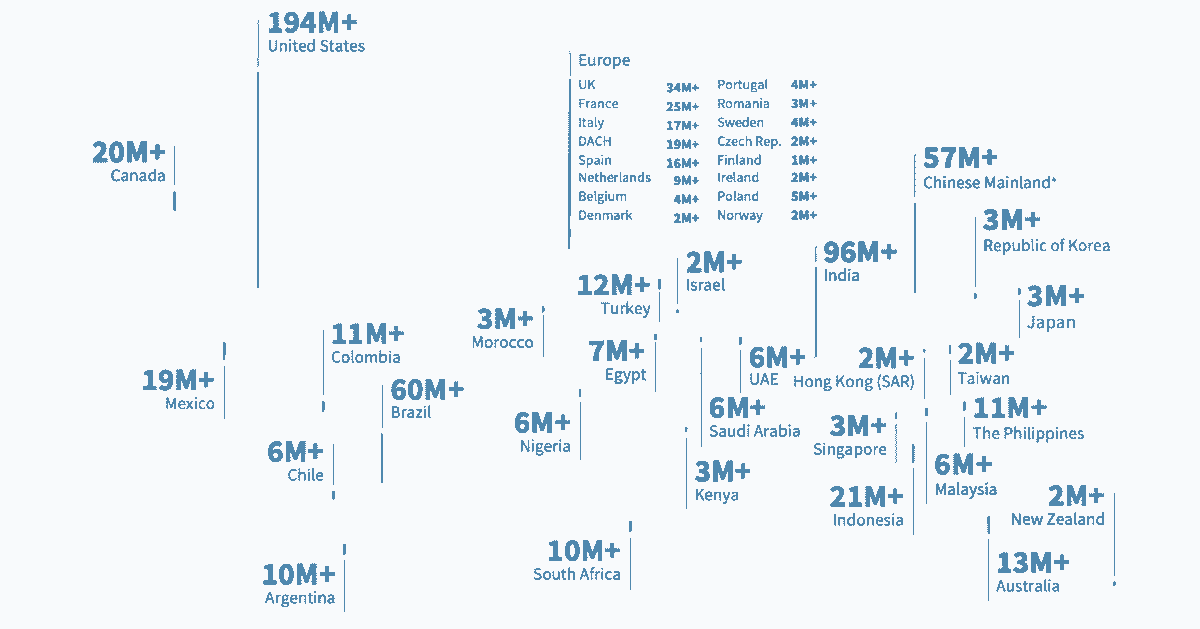 194M+
United States
20M+
Canada
Europe
UK 34M+ Portugal 4M+
France 25M+ Romania 3M+
Italy 17M+ Sweden 4M+
DACH 19M+ Czech Rep. 2M+
Spain 16M+ Finland 1M+
Netherlands 9M+ Ireland 2M+
Belgium 4M+ Poland 5M+
Denmark 2M+ Norway 2M+
57M+
Chinese Mainland*
3M+
Republic of Korea
96M+
India
2M+
Israel
12M+
Turkey
3M+
Japan
3M+
Morocco
11M+
Colombia
7M+
Egypt
6M+
UAE
2M+
Hong Kong (SAR)
2M+
Taiwan
19M+
Mexico
60M+
Brazil
6M+
Nigeria
6M+
Saudi Arabia
3M+
Singapore
11M+
The Philippines
6M+
Chile
3M+
Kenya
6M+
Malaysia
21M+
Indonesia
2M+
New Zealand
10M+
Argentina
10M+
South Africa
13M+
Australia